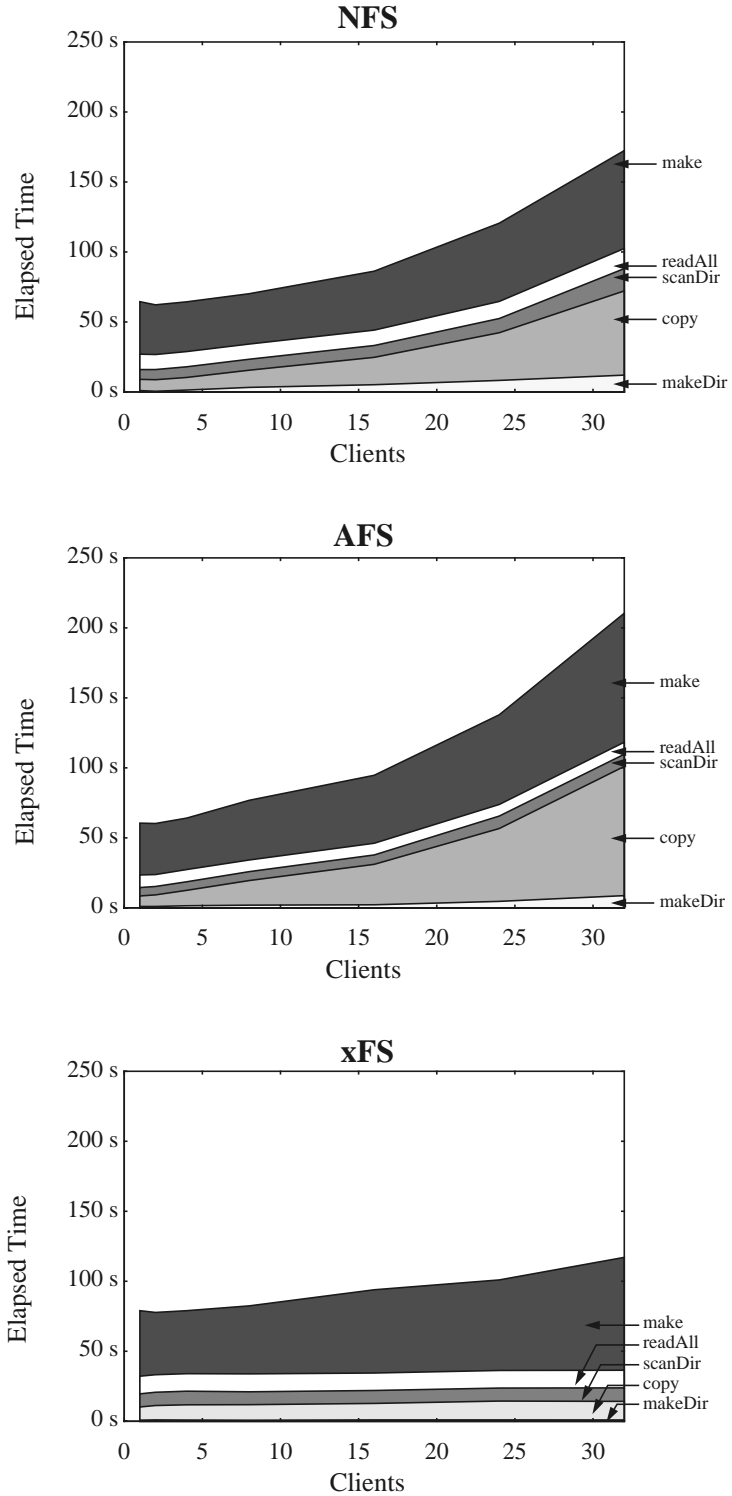 NFS
250 s
200 s
150 s
100 s
50 s
0 s
Elapsed Time
make
readAll
scanDir
copy
makeDir
0 5 10 15 20 25 30
Clients
AFS
250 s
200 s
150 s
100 s
50 s
0 s
Elapsed Time
make
readAll
scanDir
copy
makeDir
0 5 10 15 20 25 30
Clients
xFS
250 s
200 s
150 s
100 s
50 s
0 s
Elapsed Time
make
readAll
scanDir
copy
makeDir
0 5 10 15 20 25 30
Clients